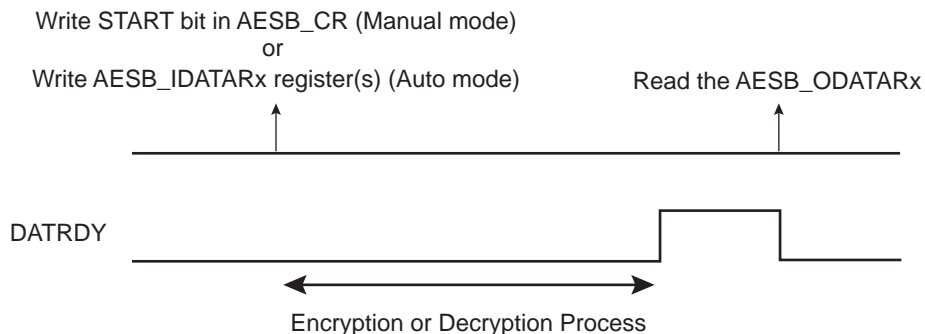 Write START bit in AESB_CR (Manual mode)
or
Write AESB_IDATARx register(s) (Auto mode)
Read the AESB_ODATARx
DATRDY
Encryption or Decryption Process